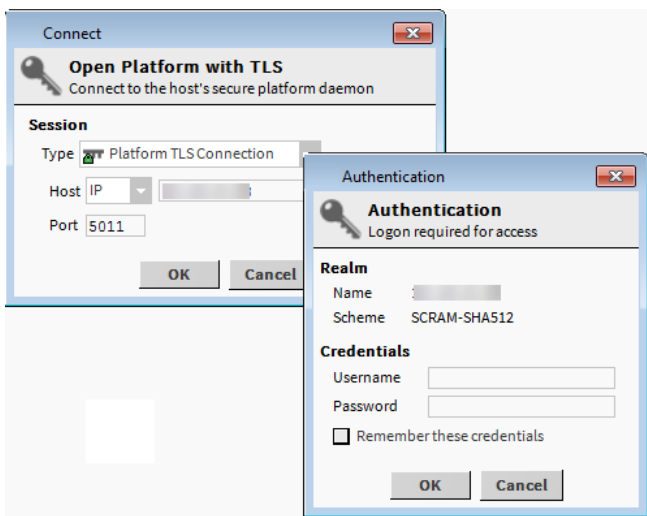 Connect
Open Platform with TLS
Connect to the host's secure platform daemon
Session
Type Platform TLS Connection
Host IP
Port 5011
OK Cancel
Authentication
Authentication
Logon required for access
Realm
Name
Scheme SCRAM-SHA512
Credentials
Username
Password
Remember these credentials
OK Cancel